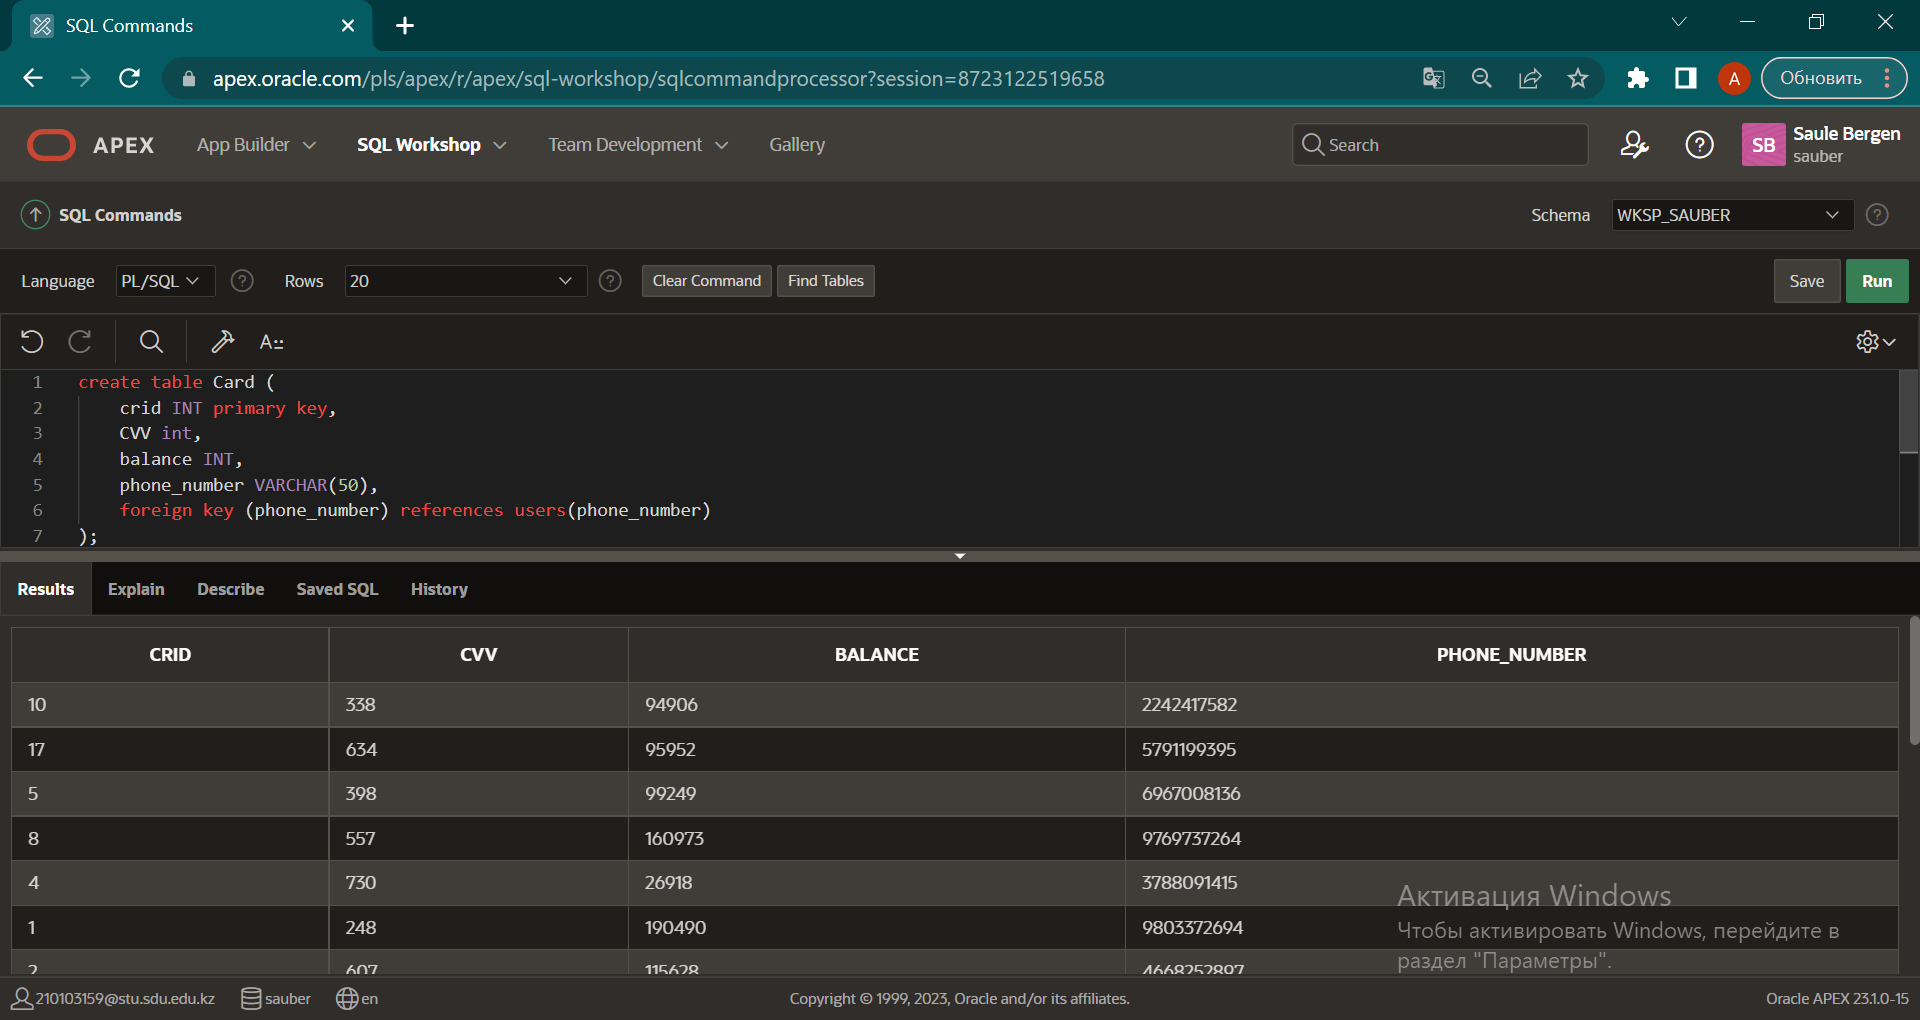 SQL Commands
apex.oracle.com/pls/apex/r/apex/sql-workshop/sqlcommandprocessor?session=8723122519658
A
Обновить
APEX
App Builder
SQL Workshop
Team Development
Gallery
Search
SB
Saule Bergen
sauber
SQL Commands
Schema
WKSP_SAUBER
Language
PL/SQL
Rows
20
Clear Command
Find Tables
Save
Run
A::
1 create table Card (
2 crid INT primary key,
3 CVV int,
4 balance INT,
5 phone_number VARCHAR(50),
6 foreign key (phone_number) references users(phone_number)
7 );
Results Explain Describe Saved SQL History
CRID CVV BALANCE PHONE_NUMBER
10 338 94906 2242417582
17 634 95952 5791199395
5 398 99249 6967008136
8 557 160973 9769737264
4 730 26918 3788091415
1 248 190490 9803372694
2 607 115628 4668252897
Активация Windows
Чтобы активировать Windows, перейдите в
раздел "Параметры".
210103159@stu.sdu.edu.kz
sauber
en
Copyright © 1999, 2023, Oracle and/or its affiliates.
Oracle APEX 23.1.0-15